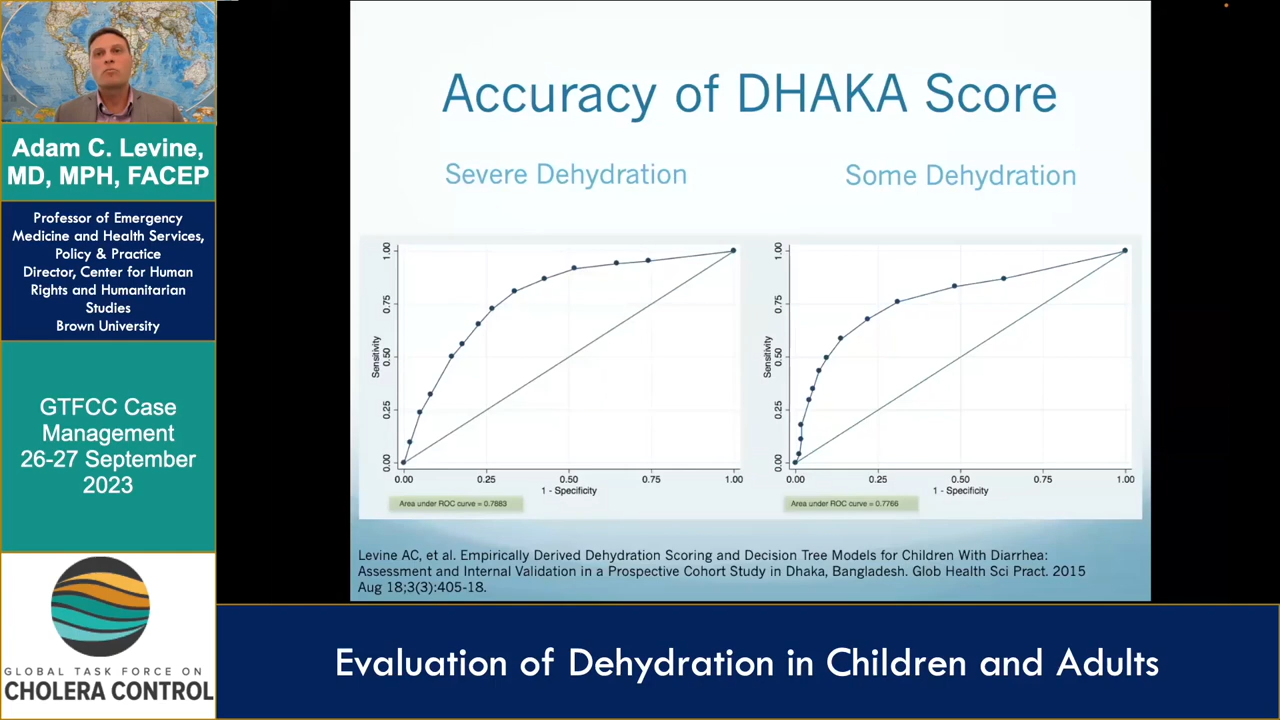 Adam C. Levine,
MD, MPH, FACEP
Professor of Emergency
Medicine and Health Services,
Policy & Practice
Director, Center for Human
Rights and Humanitarian
Studies
Brown University
GTFCC Case
Management
26-27 September
2023
GLOBAL TASK FORCE ON
CHOLERA CONTROL
Accuracy of DHAKA Score
Severe Dehydration
Sensitivity
1.00
0.75
0.50
0.25
0.00
0.00 0.25 0.50 0.75 1.00
1 - Specificity
Area under ROC curve = 0.7883
Some Dehydration
Sensitivity
1.00
0.75
0.50
0.25
0.00
0.00 0.25 0.50 0.75 1.00
1 - Specificity
Area under ROC curve = 0.7766
Levine AC, et al. Empirically Derived Dehydration Scoring and Decision Tree Models for Children With Diarrhea:
Assessment and Internal Validation in a Prospective Cohort Study in Dhaka, Bangladesh. Glob Health Sci Pract. 2015
Aug 18;3(3):405-18.
Evaluation of Dehydration in Children and Adults